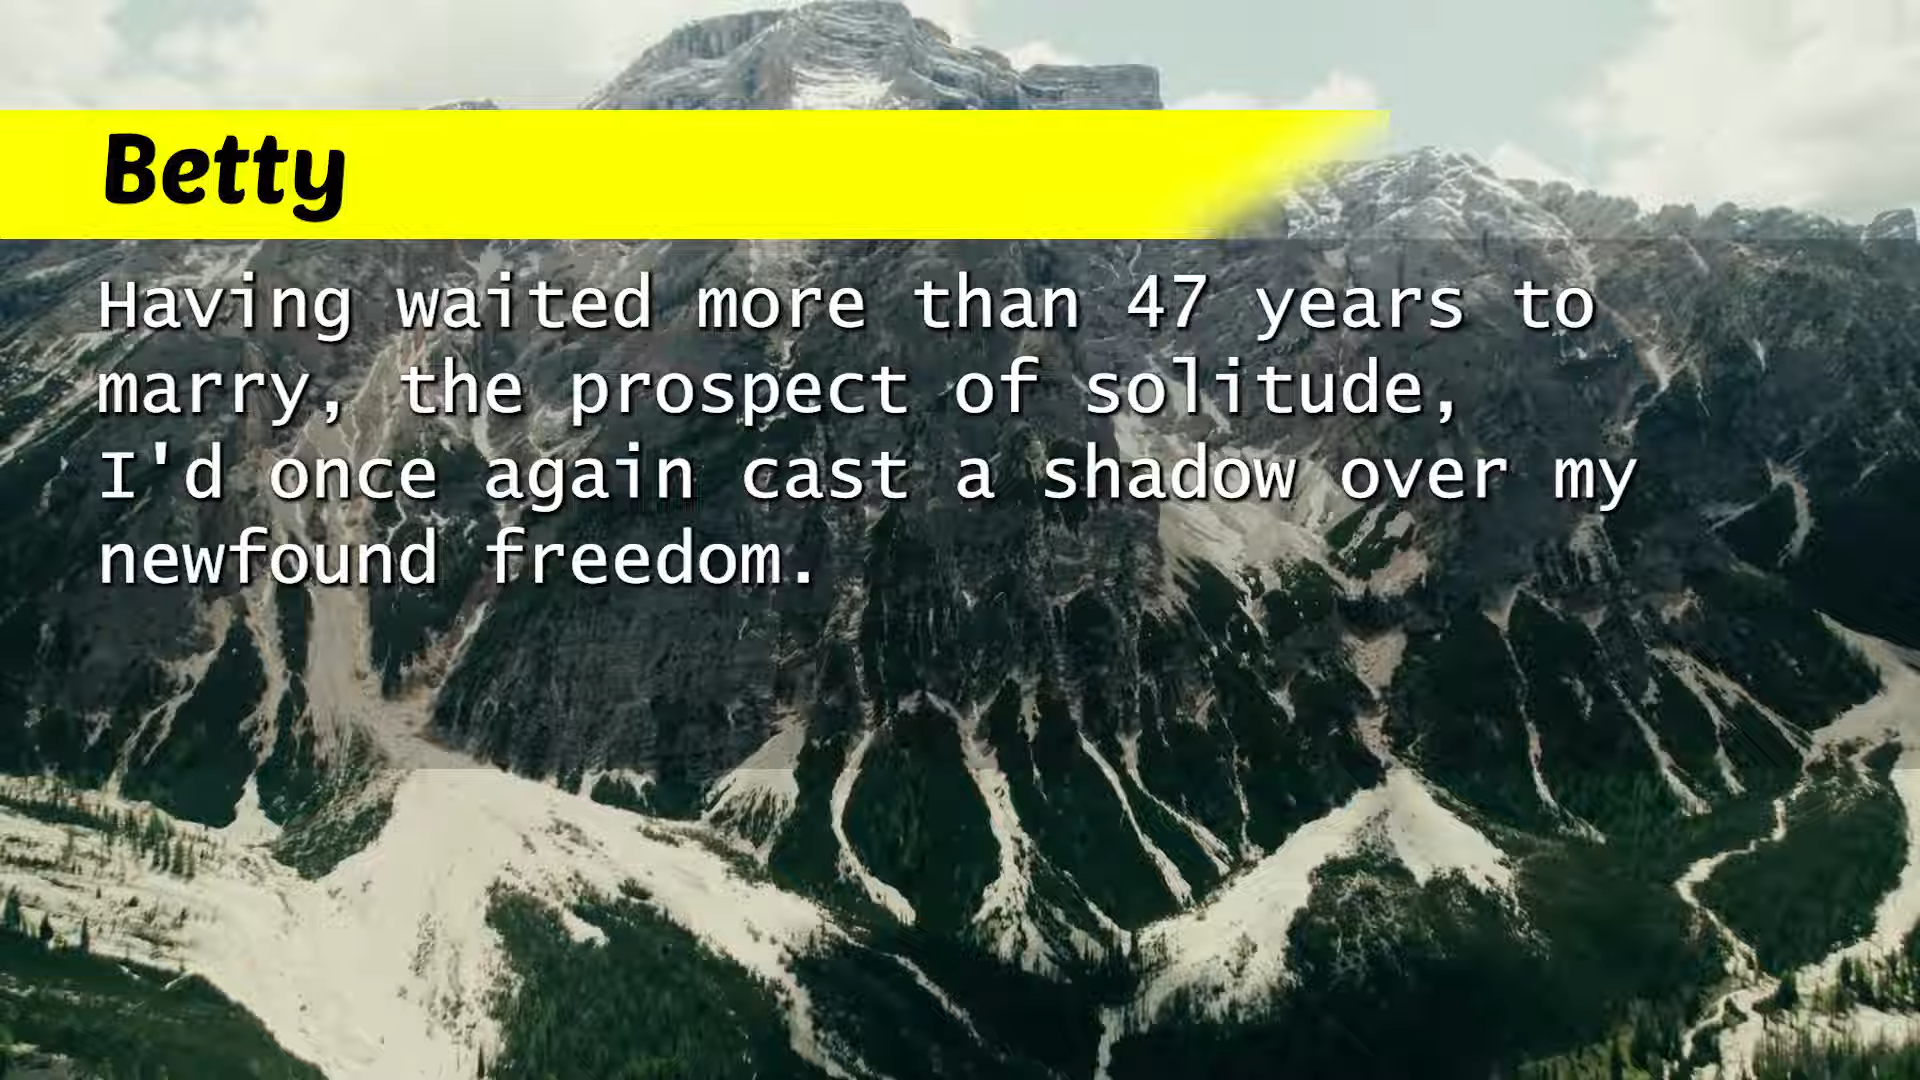 Betty
Having waited more than 47 years to
marry, the prospect of solitude,
I'd once again cast a shadow over my
newfound freedom.